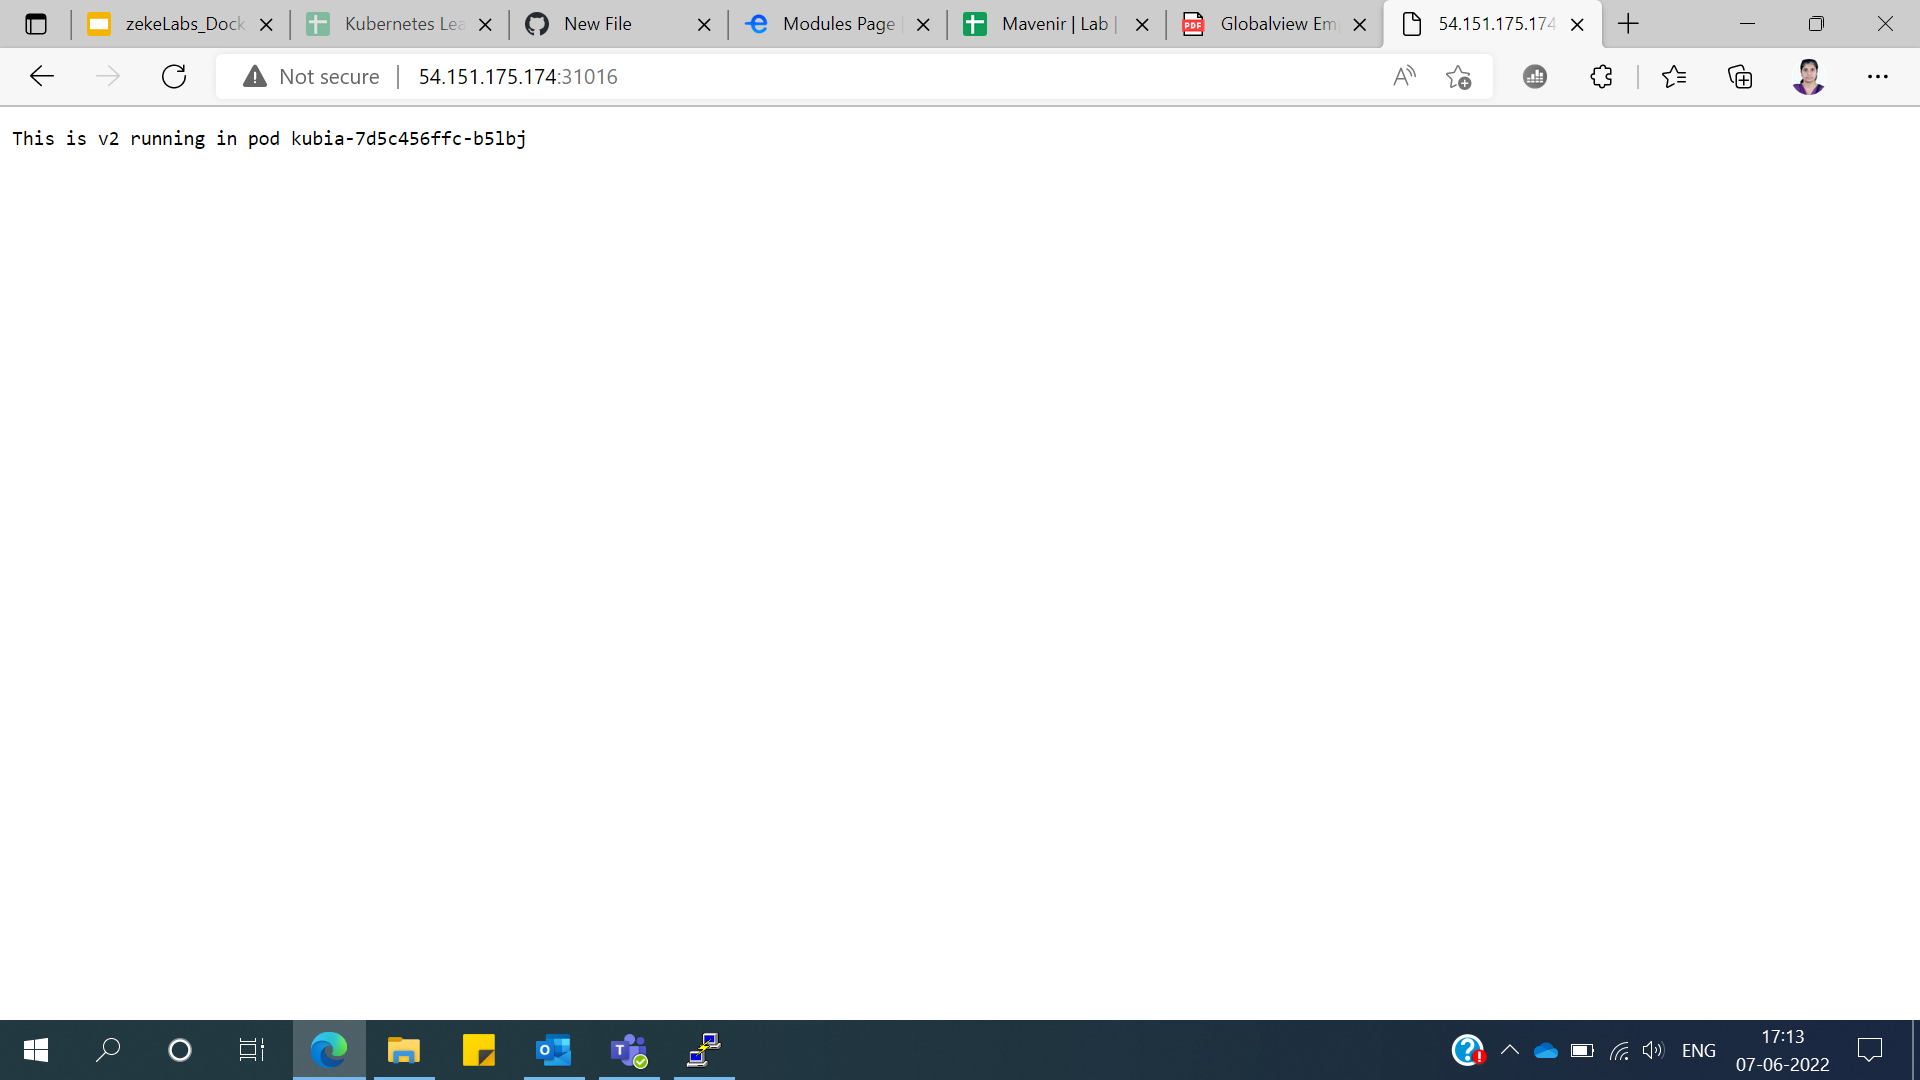 zekeLabs_Dock
Kubernetes Lea
New File
Modules Page
Mavenir | Lab |
Globalview Em
54.151.175.174
Not secure
54.151.175.174:31016
This is v2 running in pod kubia-7d5c456ffc-b5lbj
ENG
17:13
07-06-2022